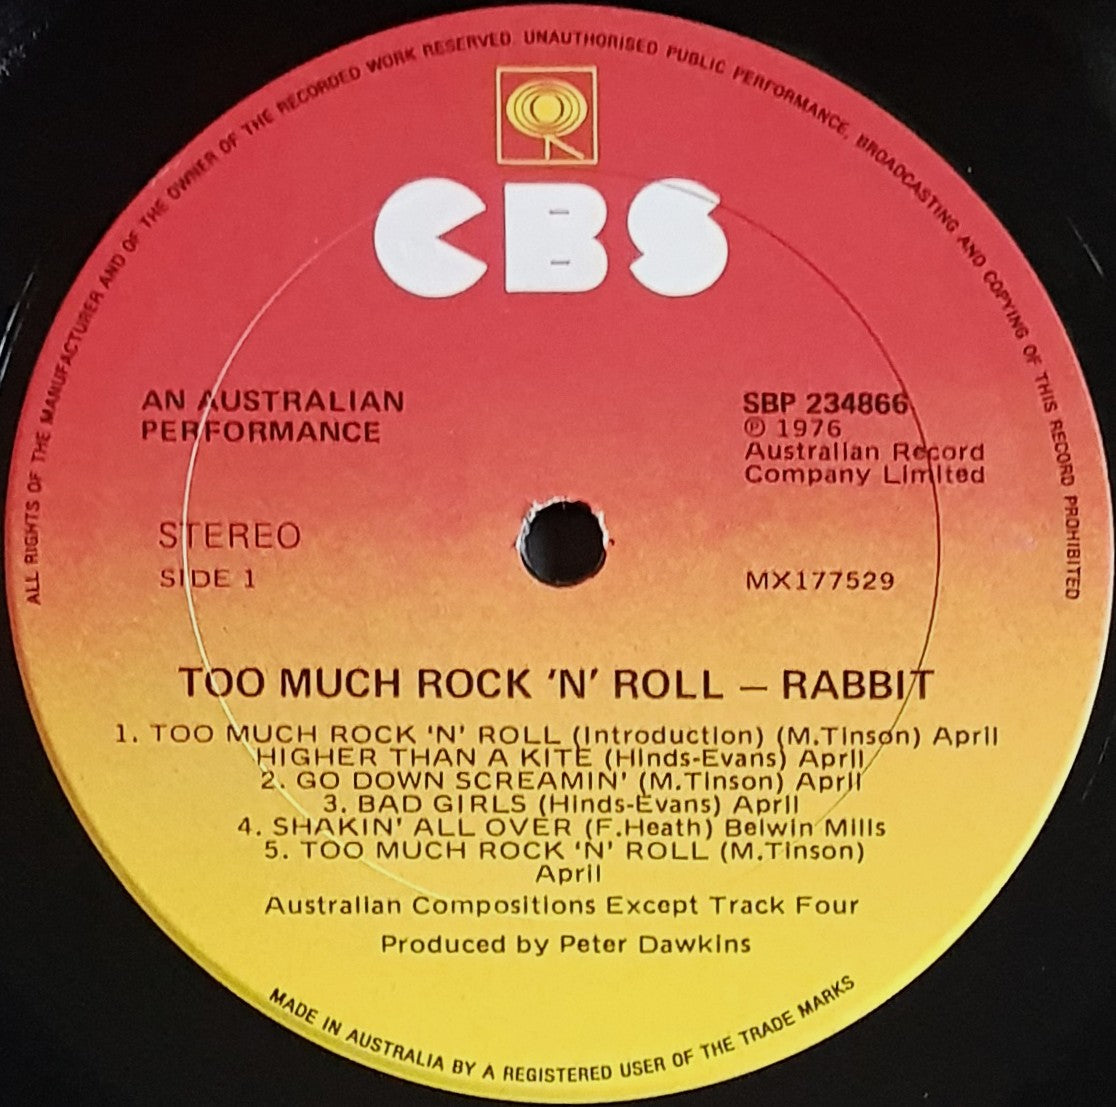 ALL RIGHTS OF THE MANUFACTURER AND OF THE OWNER OF THE RECORDED WORK RESERVED. UNAUTHORISED PUBLIC PERFORMANCE, BROADCASTING AND COPYING OF THIS RECORD PROHIBITED
CBS
AN AUSTRALIAN
PERFORMANCE
SBP 234866
℗ 1976
Australian Record
Company Limited
STEREO
SIDE 1
MX177529
TOO MUCH ROCK 'N' ROLL – RABBIT
1. TOO MUCH ROCK 'N' ROLL (Introduction) (M.Tinson) April
HIGHER THAN A KITE (Hinds-Evans) April
2. GO DOWN SCREAMIN' (M.Tinson) April
3. BAD GIRLS (Hinds-Evans) April
4. SHAKIN' ALL OVER (F.Heath) Belwin Mills
5. TOO MUCH ROCK 'N' ROLL (M.Tinson)
April
Australian Compositions Except Track Four
Produced by Peter Dawkins
MADE IN AUSTRALIA BY A REGISTERED USER OF THE TRADE MARKS